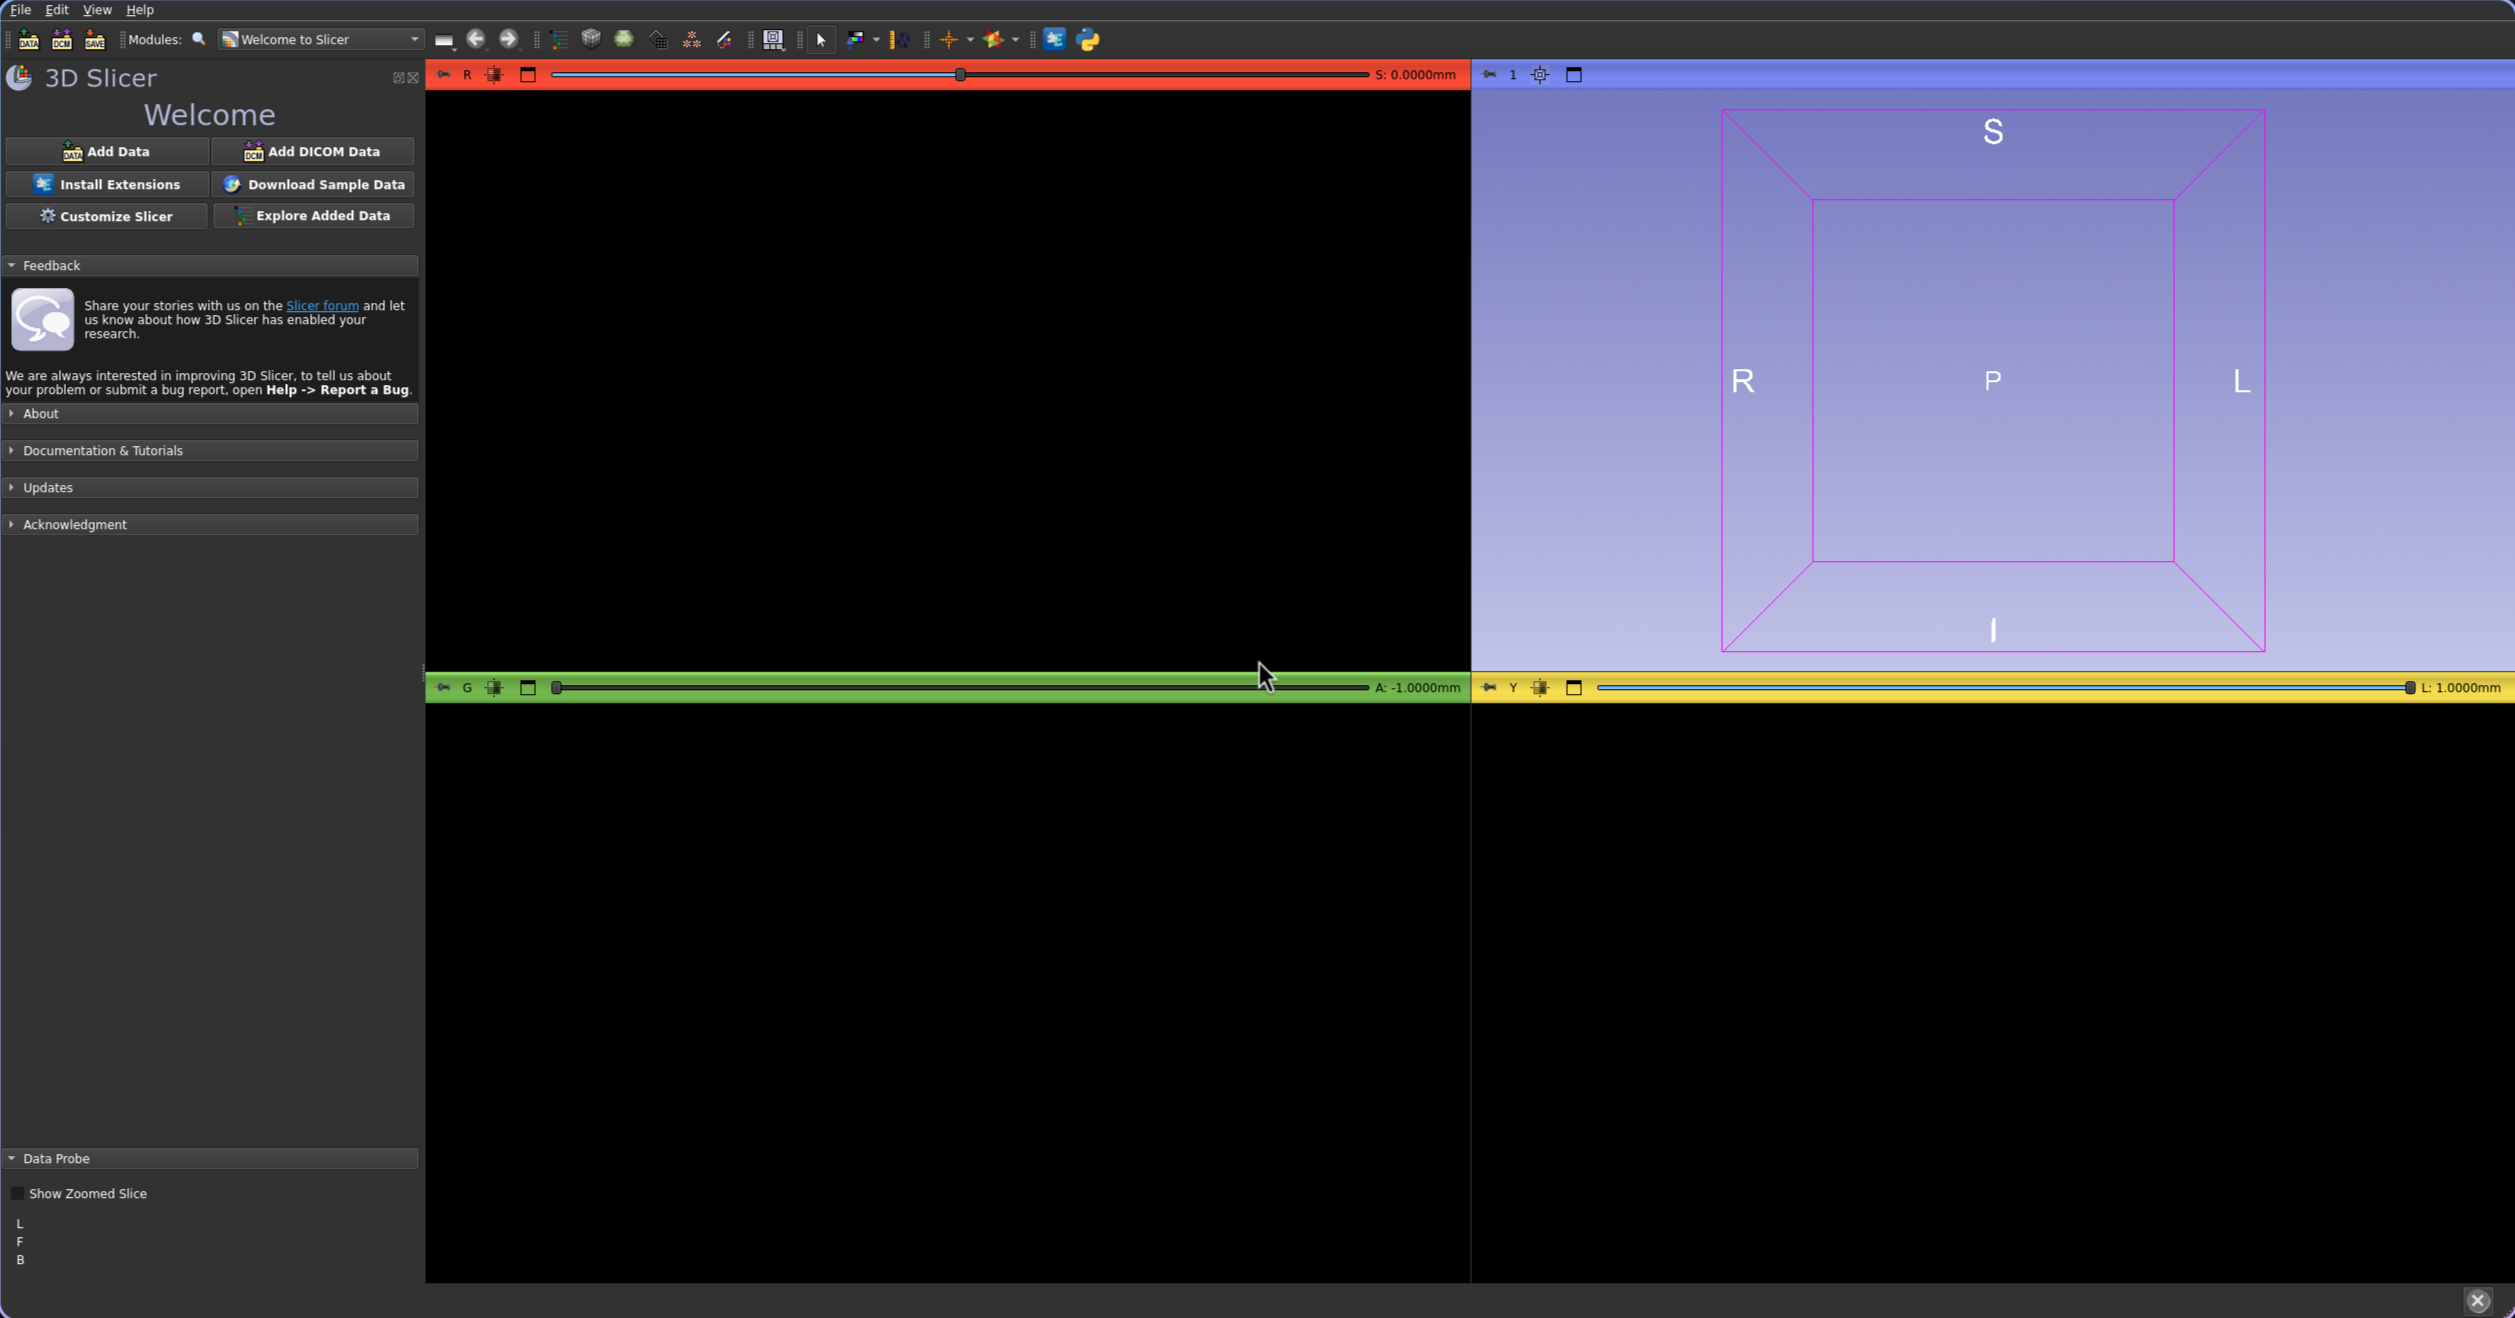 File Edit View Help
DATA DCM SAVE Modules: Welcome to Slicer
3D Slicer
Welcome
Add Data
Add DICOM Data
Install Extensions
Download Sample Data
Customize Slicer
Explore Added Data
Feedback
Share your stories with us on the Slicer forum and let
us know about how 3D Slicer has enabled your
research.
We are always interested in improving 3D Slicer, to tell us about
your problem or submit a bug report, open Help -> Report a Bug.
About
Documentation & Tutorials
Updates
Acknowledgment
Data Probe
Show Zoomed Slice
L
F
B
R S: 0.0000mm
1
S
R P L
I
G A: -1.0000mm
Y L: 1.0000mm